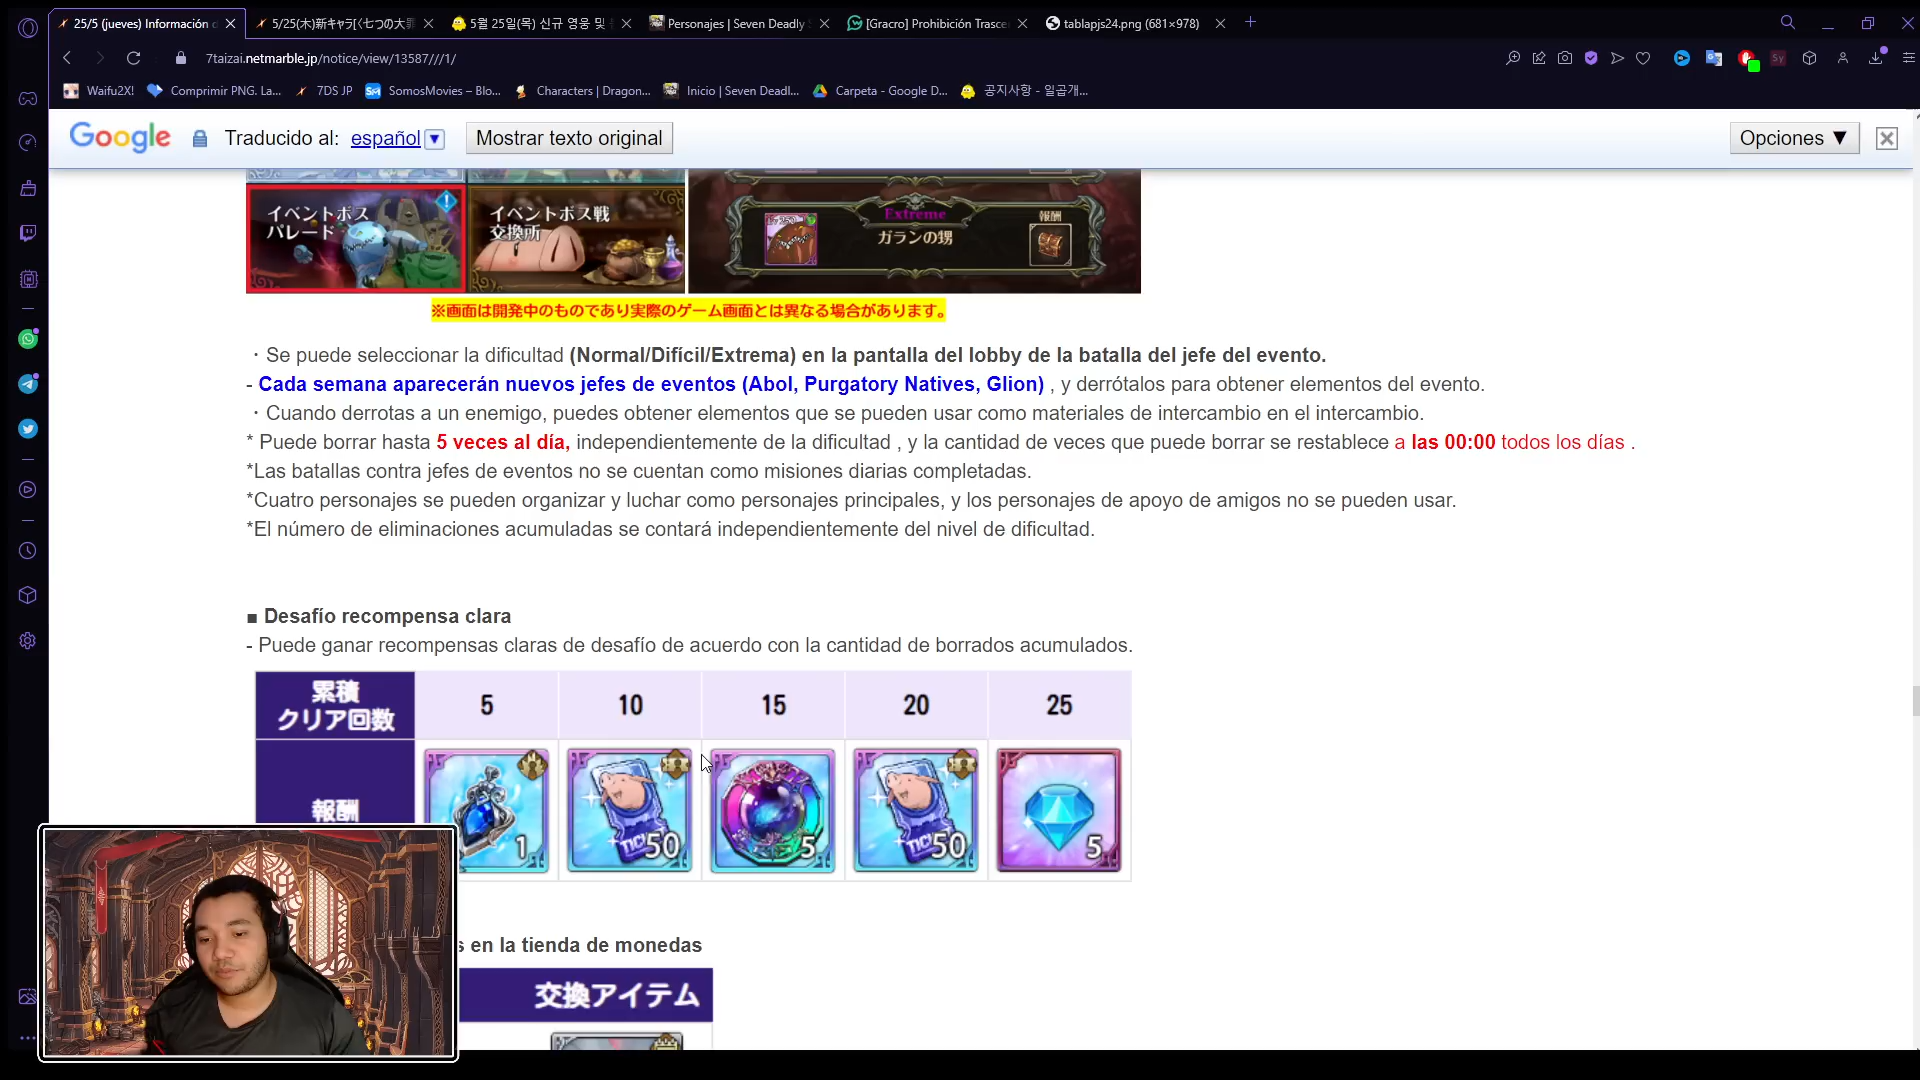 25/5 (jueves) Información d
5/25(木)新キャラ[〈七つの大罪
5월 25일(목) 신규 영웅 및
Personajes | Seven Deadly
[Gracro] Prohibición Trasce
tablapjs24.png (681×978)
7taizai.netmarble.jp/notice/view/13587///1/
Waifu2X!
Comprimir PNG. La...
7DS JP
SomosMovies – Blo...
Characters | Dragon...
Inicio | Seven Deadl...
Carpeta - Google D...
공지사항 - 일곱개...
Google
Traducido al: español
Mostrar texto original
Opciones ▼
イベントボス
パレード
イベントボス戦
交換所
Extreme
ガランの甥
報酬
※画面は開発中のものであり実際のゲーム画面とは異なる場合があります。
・Se puede seleccionar la dificultad (Normal/Difícil/Extrema) en la pantalla del lobby de la batalla del jefe del evento.
- Cada semana aparecerán nuevos jefes de eventos (Abol, Purgatory Natives, Glion) , y derrótalos para obtener elementos del evento.
・Cuando derrotas a un enemigo, puedes obtener elementos que se pueden usar como materiales de intercambio en el intercambio.
* Puede borrar hasta 5 veces al día, independientemente de la dificultad , y la cantidad de veces que puede borrar se restablece a las 00:00 todos los días .
*Las batallas contra jefes de eventos no se cuentan como misiones diarias completadas.
*Cuatro personajes se pueden organizar y luchar como personajes principales, y los personajes de apoyo de amigos no se pueden usar.
*El número de eliminaciones acumuladas se contará independientemente del nivel de dificultad.
■ Desafío recompensa clara
- Puede ganar recompensas claras de desafío de acuerdo con la cantidad de borrados acumulados.
累積
クリア回数
5
10
15
20
25
報酬
1
TICKET 50
5
TICKET 50
5
s en la tienda de monedas
交換アイテム